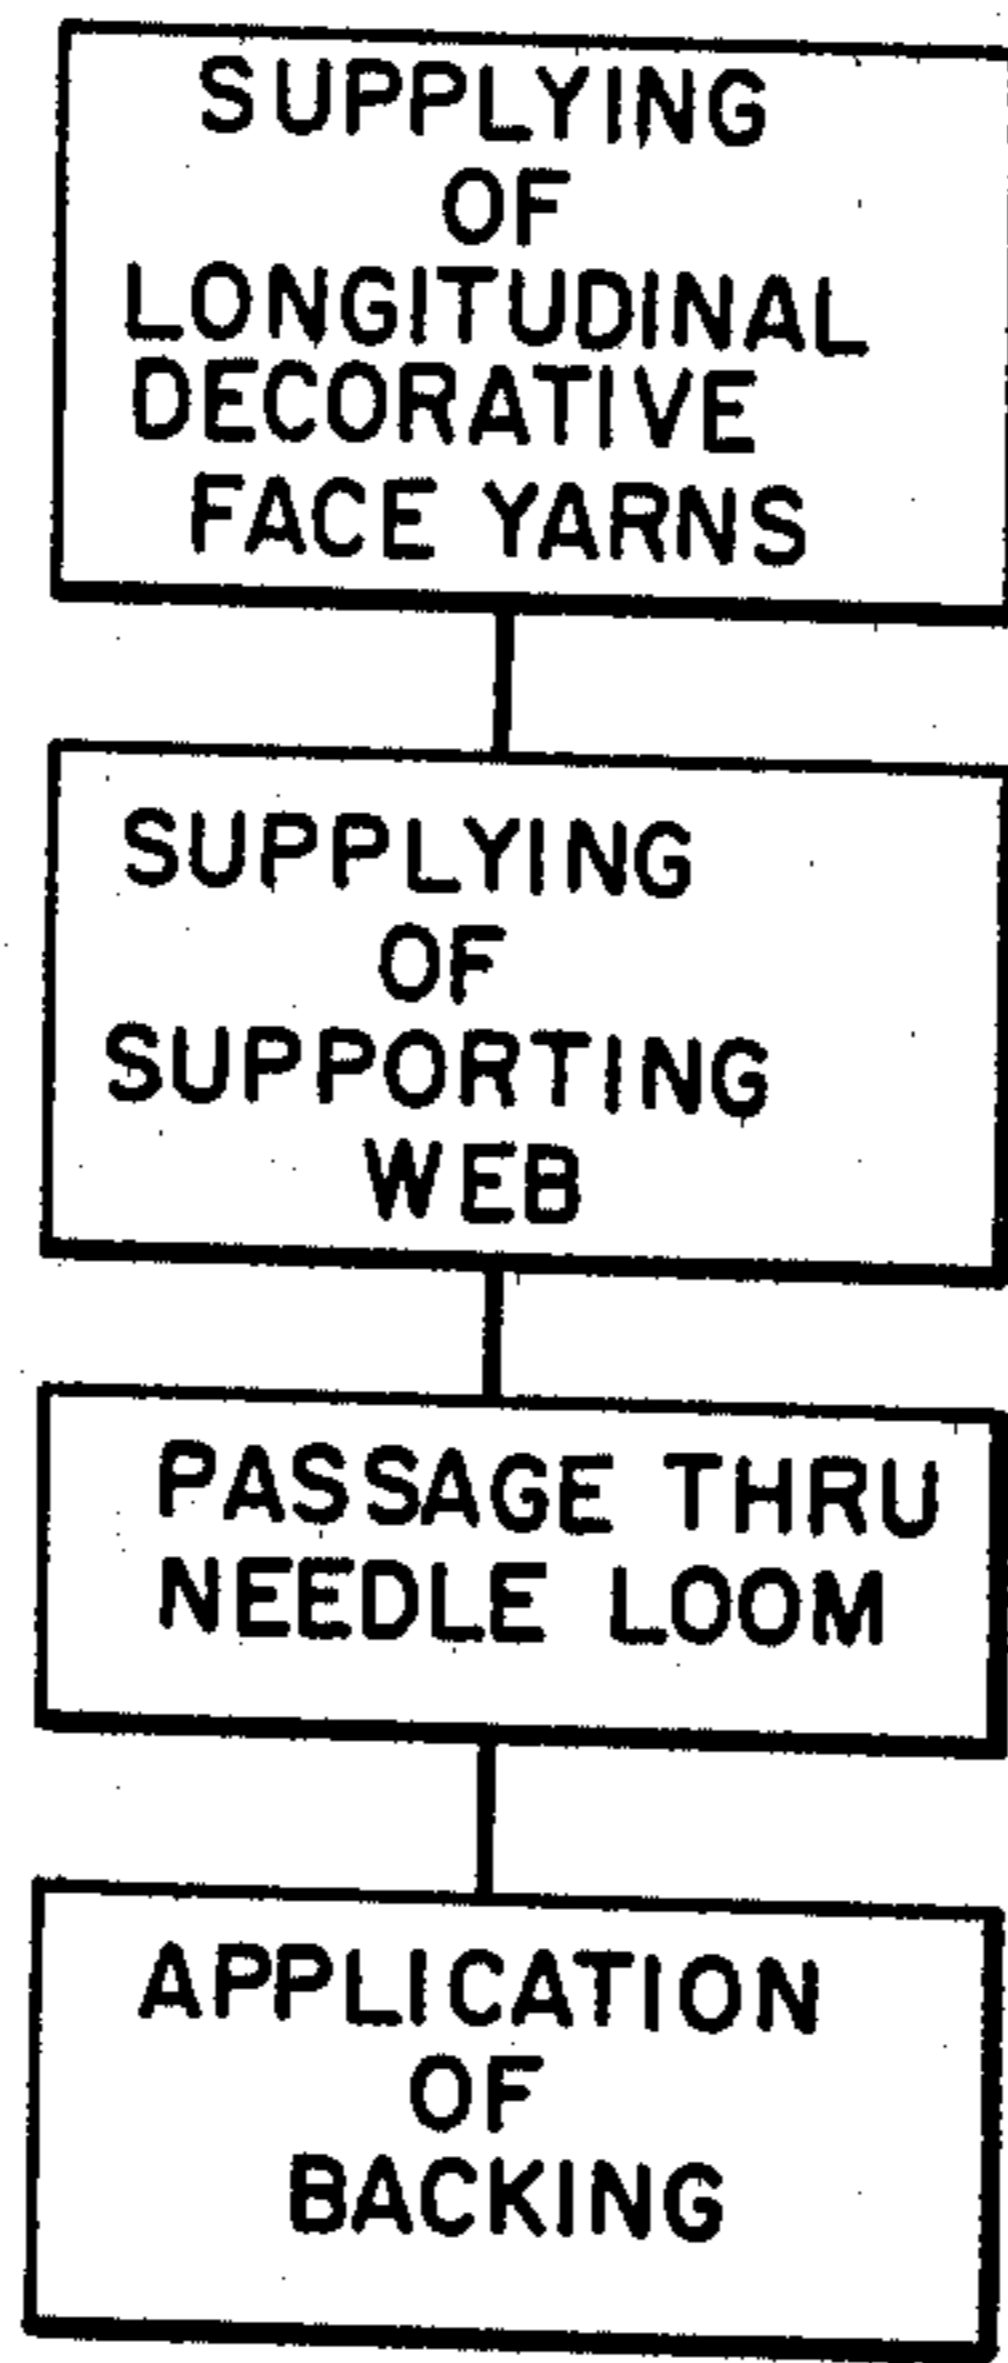 SUPPLYING
OF
LONGITUDINAL
DECORATIVE
FACE YARNS
SUPPLYING
OF
SUPPORTING
WEB
PASSAGE THRU
NEEDLE LOOM
APPLICATION
OF
BACKING